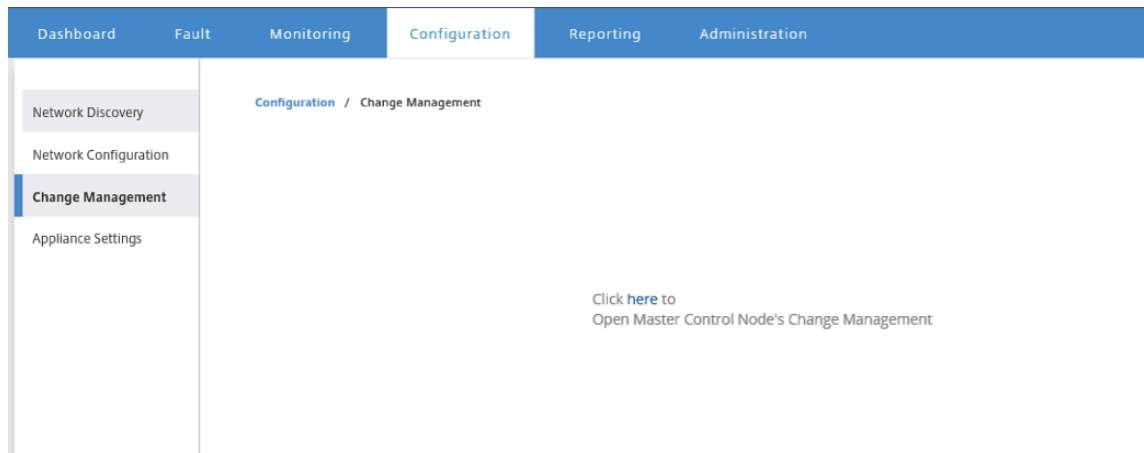 Dashboard Fault Monitoring Configuration Reporting Administration
Network Discovery
Network Configuration
Change Management
Appliance Settings
Configuration / Change Management
Click here to
Open Master Control Node's Change Management